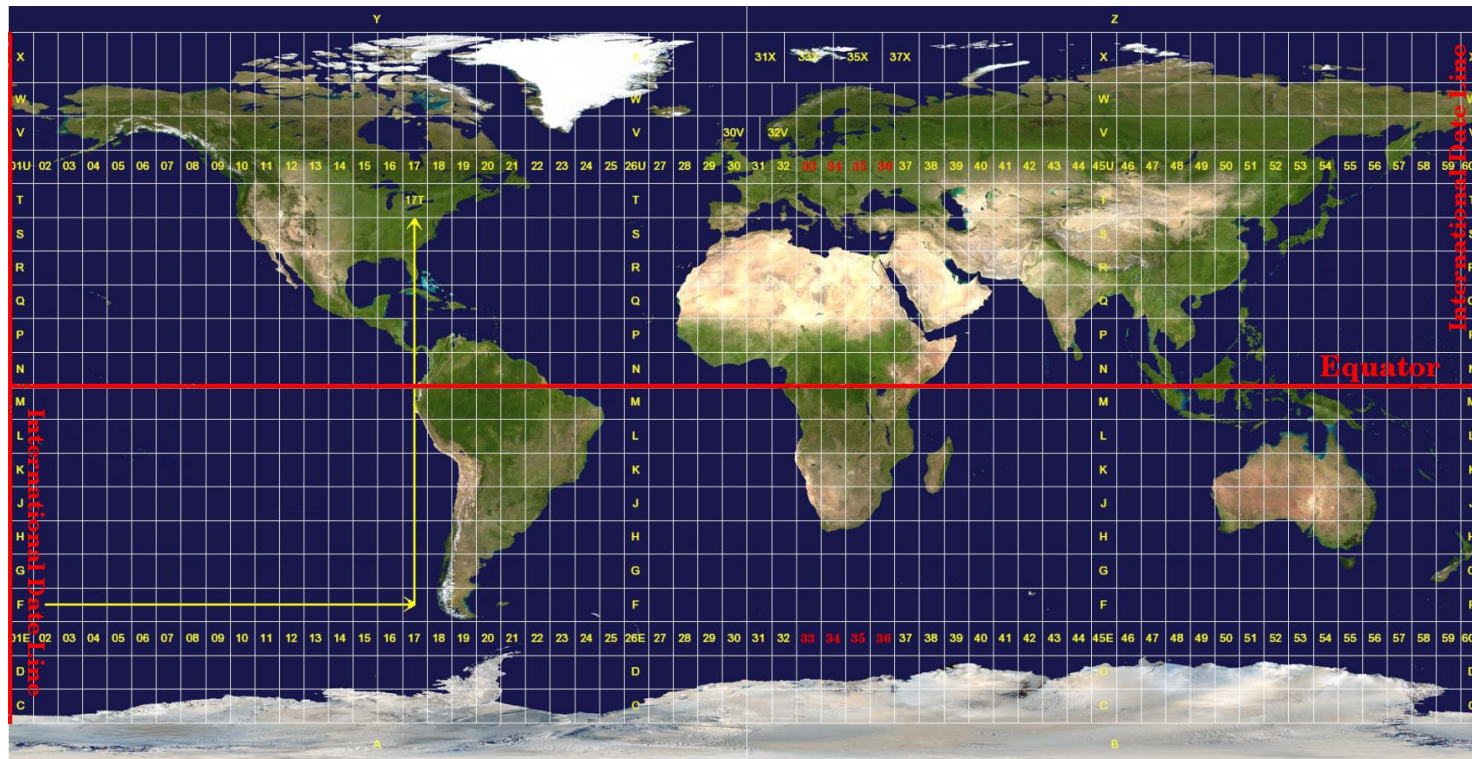 Y Z
X X 31X 33X 35X 37X X X
W W W W
V V 30V 32V V V
01U 02 03 04 05 06 07 08 09 10 11 12 13 14 15 16 17 18 19 20 21 22 23 24 25 26U 27 28 29 30 31 32 33 34 35 36 37 38 39 40 41 42 43 44 45U 46 47 48 49 50 51 52 53 54 55 56 57 58 59 60
T 17T T T T
S S S S
R R R R
Q Q Q Q
P P P P
N N N N
International Date Line
Equator
M M M M
L L L L
K K K K
J J J J
H H H H
G G G G
F F F F
International Date Line
01E 02 03 04 05 06 07 08 09 10 11 12 13 14 15 16 17 18 19 20 21 22 23 24 25 26E 27 28 29 30 31 32 33 34 35 36 37 38 39 40 41 42 43 44 45E 46 47 48 49 50 51 52 53 54 55 56 57 58 59 60
D D D D
C C C C
A B